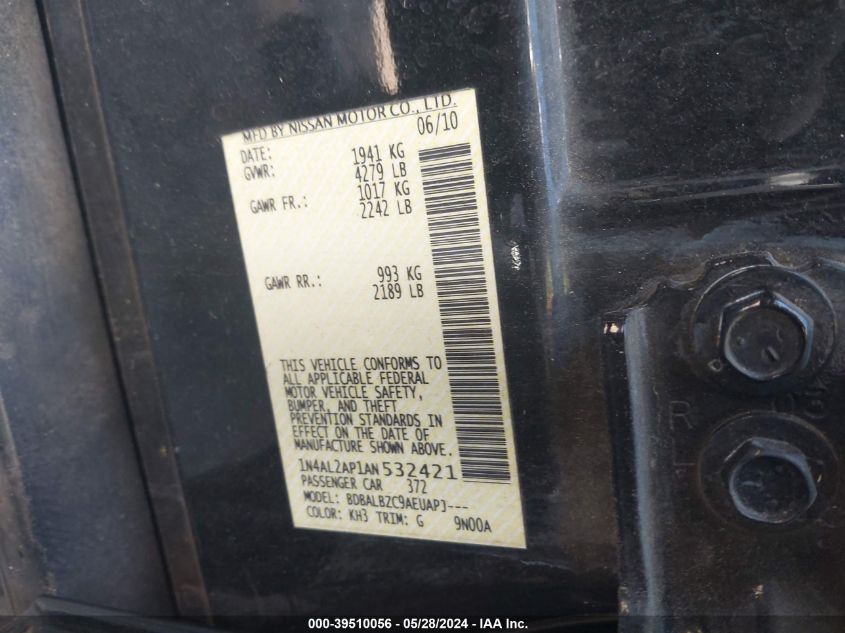 MFD BY NISSAN MOTOR CO., LTD.
DATE: 06/10
GVWR: 1941 KG
4279 LB
GAWR FR.: 1017 KG
2242 LB
GAWR RR.: 993 KG
2189 LB
THIS VEHICLE CONFORMS TO
ALL APPLICABLE FEDERAL
MOTOR VEHICLE SAFETY,
BUMPER, AND THEFT
PREVENTION STANDARDS IN
EFFECT ON THE DATE OF
MANUFACTURE SHOWN ABOVE.
1N4AL2AP1AN532421
PASSENGER CAR 372
MODEL: BDBALBZC9AEUAPJ---
COLOR: KH3 TRIM: G 9N00A
000-39510056 - 05/28/2024 - IAA Inc.